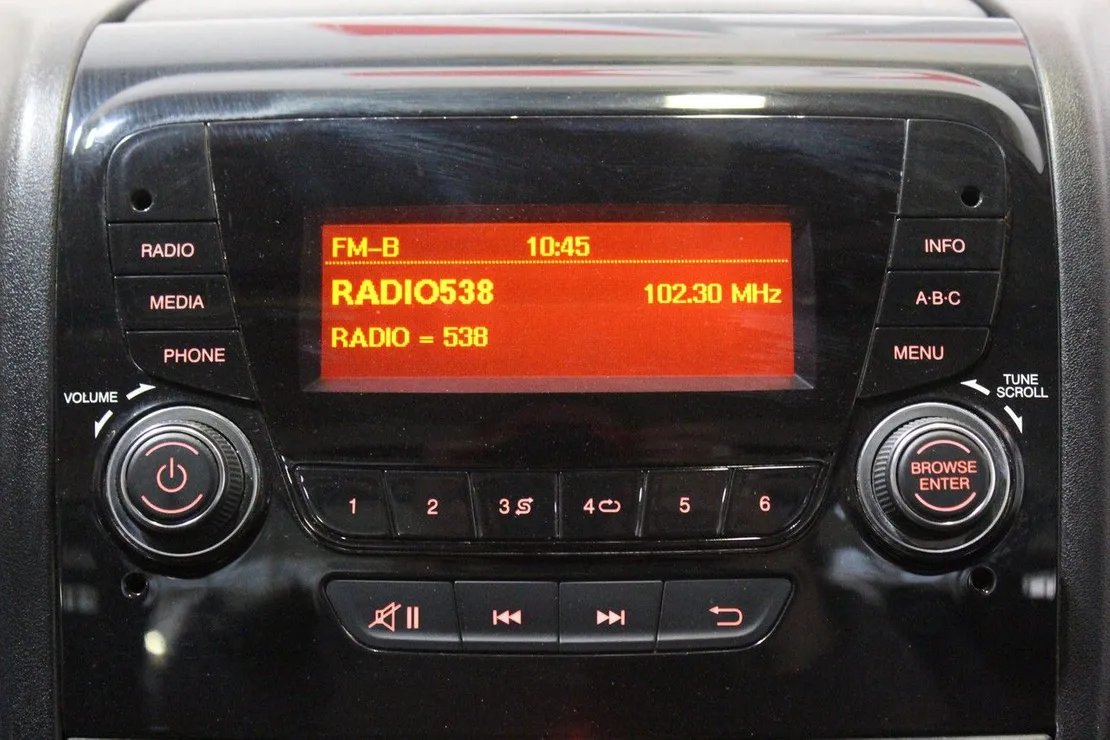 FM-B 10:45
RADIO538 102.30 MHz
RADIO = 538
RADIO
MEDIA
PHONE
INFO
A·B·C
MENU
VOLUME
TUNE
SCROLL
BROWSE
ENTER
1 2 3 4 5 6